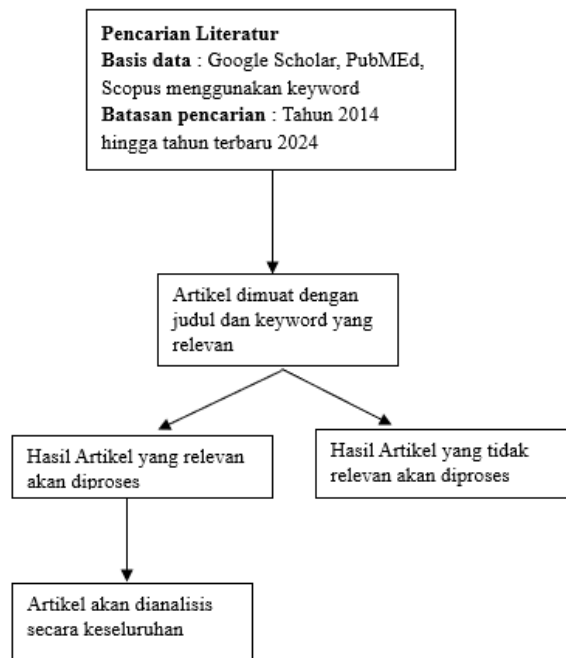 Pencarian Literatur
Basis data : Google Scholar, PubMEd,
Scopus menggunakan keyword
Batasan pencarian : Tahun 2014
hingga tahun terbaru 2024
Artikel dimuat dengan
judul dan keyword yang
relevan
Hasil Artikel yang relevan
akan diproses
Hasil Artikel yang tidak
relevan akan diproses
Artikel akan dianalisis
secara keseluruhan